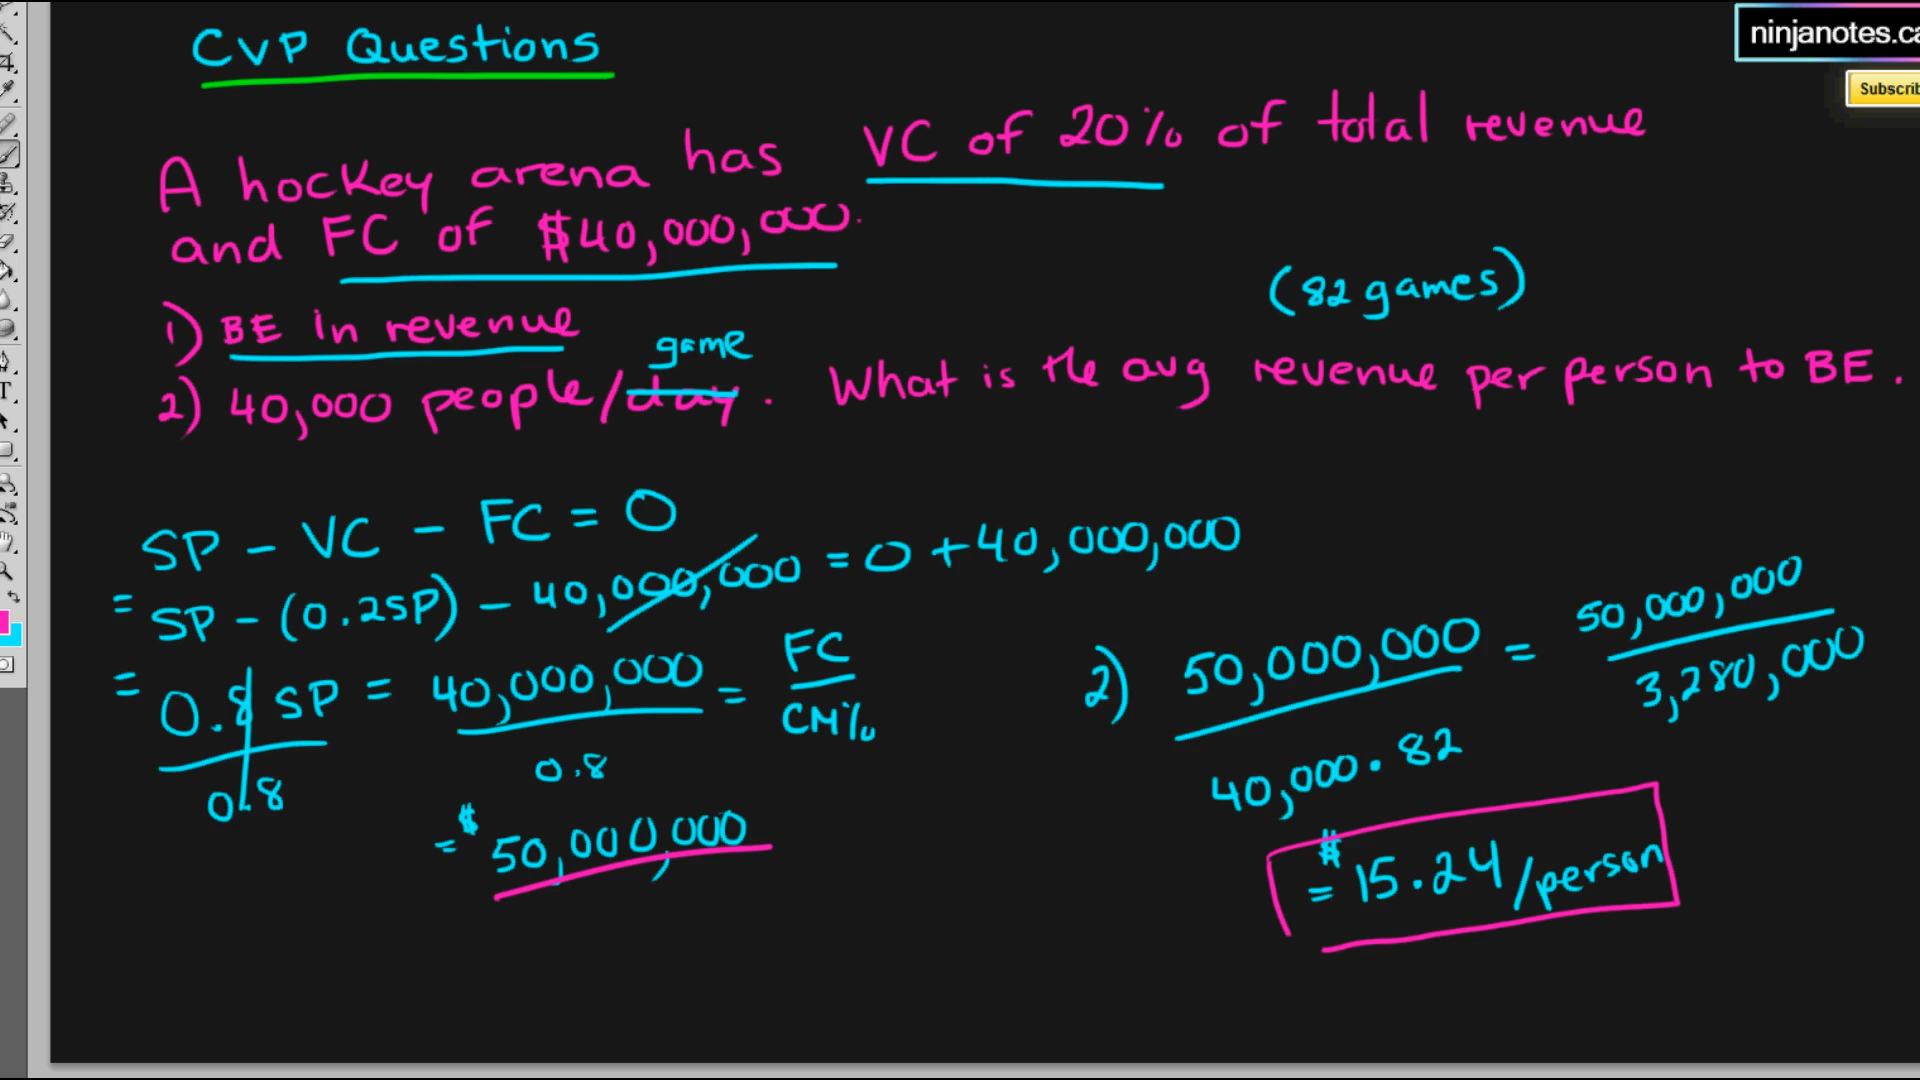 CVP Questions
ninjanotes.ca
A hockey arena has VC of 20% of total revenue
and FC of $40,000,000.
(82 games)
1) BE in revenue
game
2) 40,000 people/day. What is the avg revenue per person to BE.
SP - VC - FC = 0
= SP - (0.2SP) - 40,000,000 = 0 + 40,000,000
= 0.8 SP = 40,000,000 = FC
0.8 0.8 CM%
= $50,000,000
2) 50,000,000 = 50,000,000
40,000 · 82 3,280,000
= $15.24/person